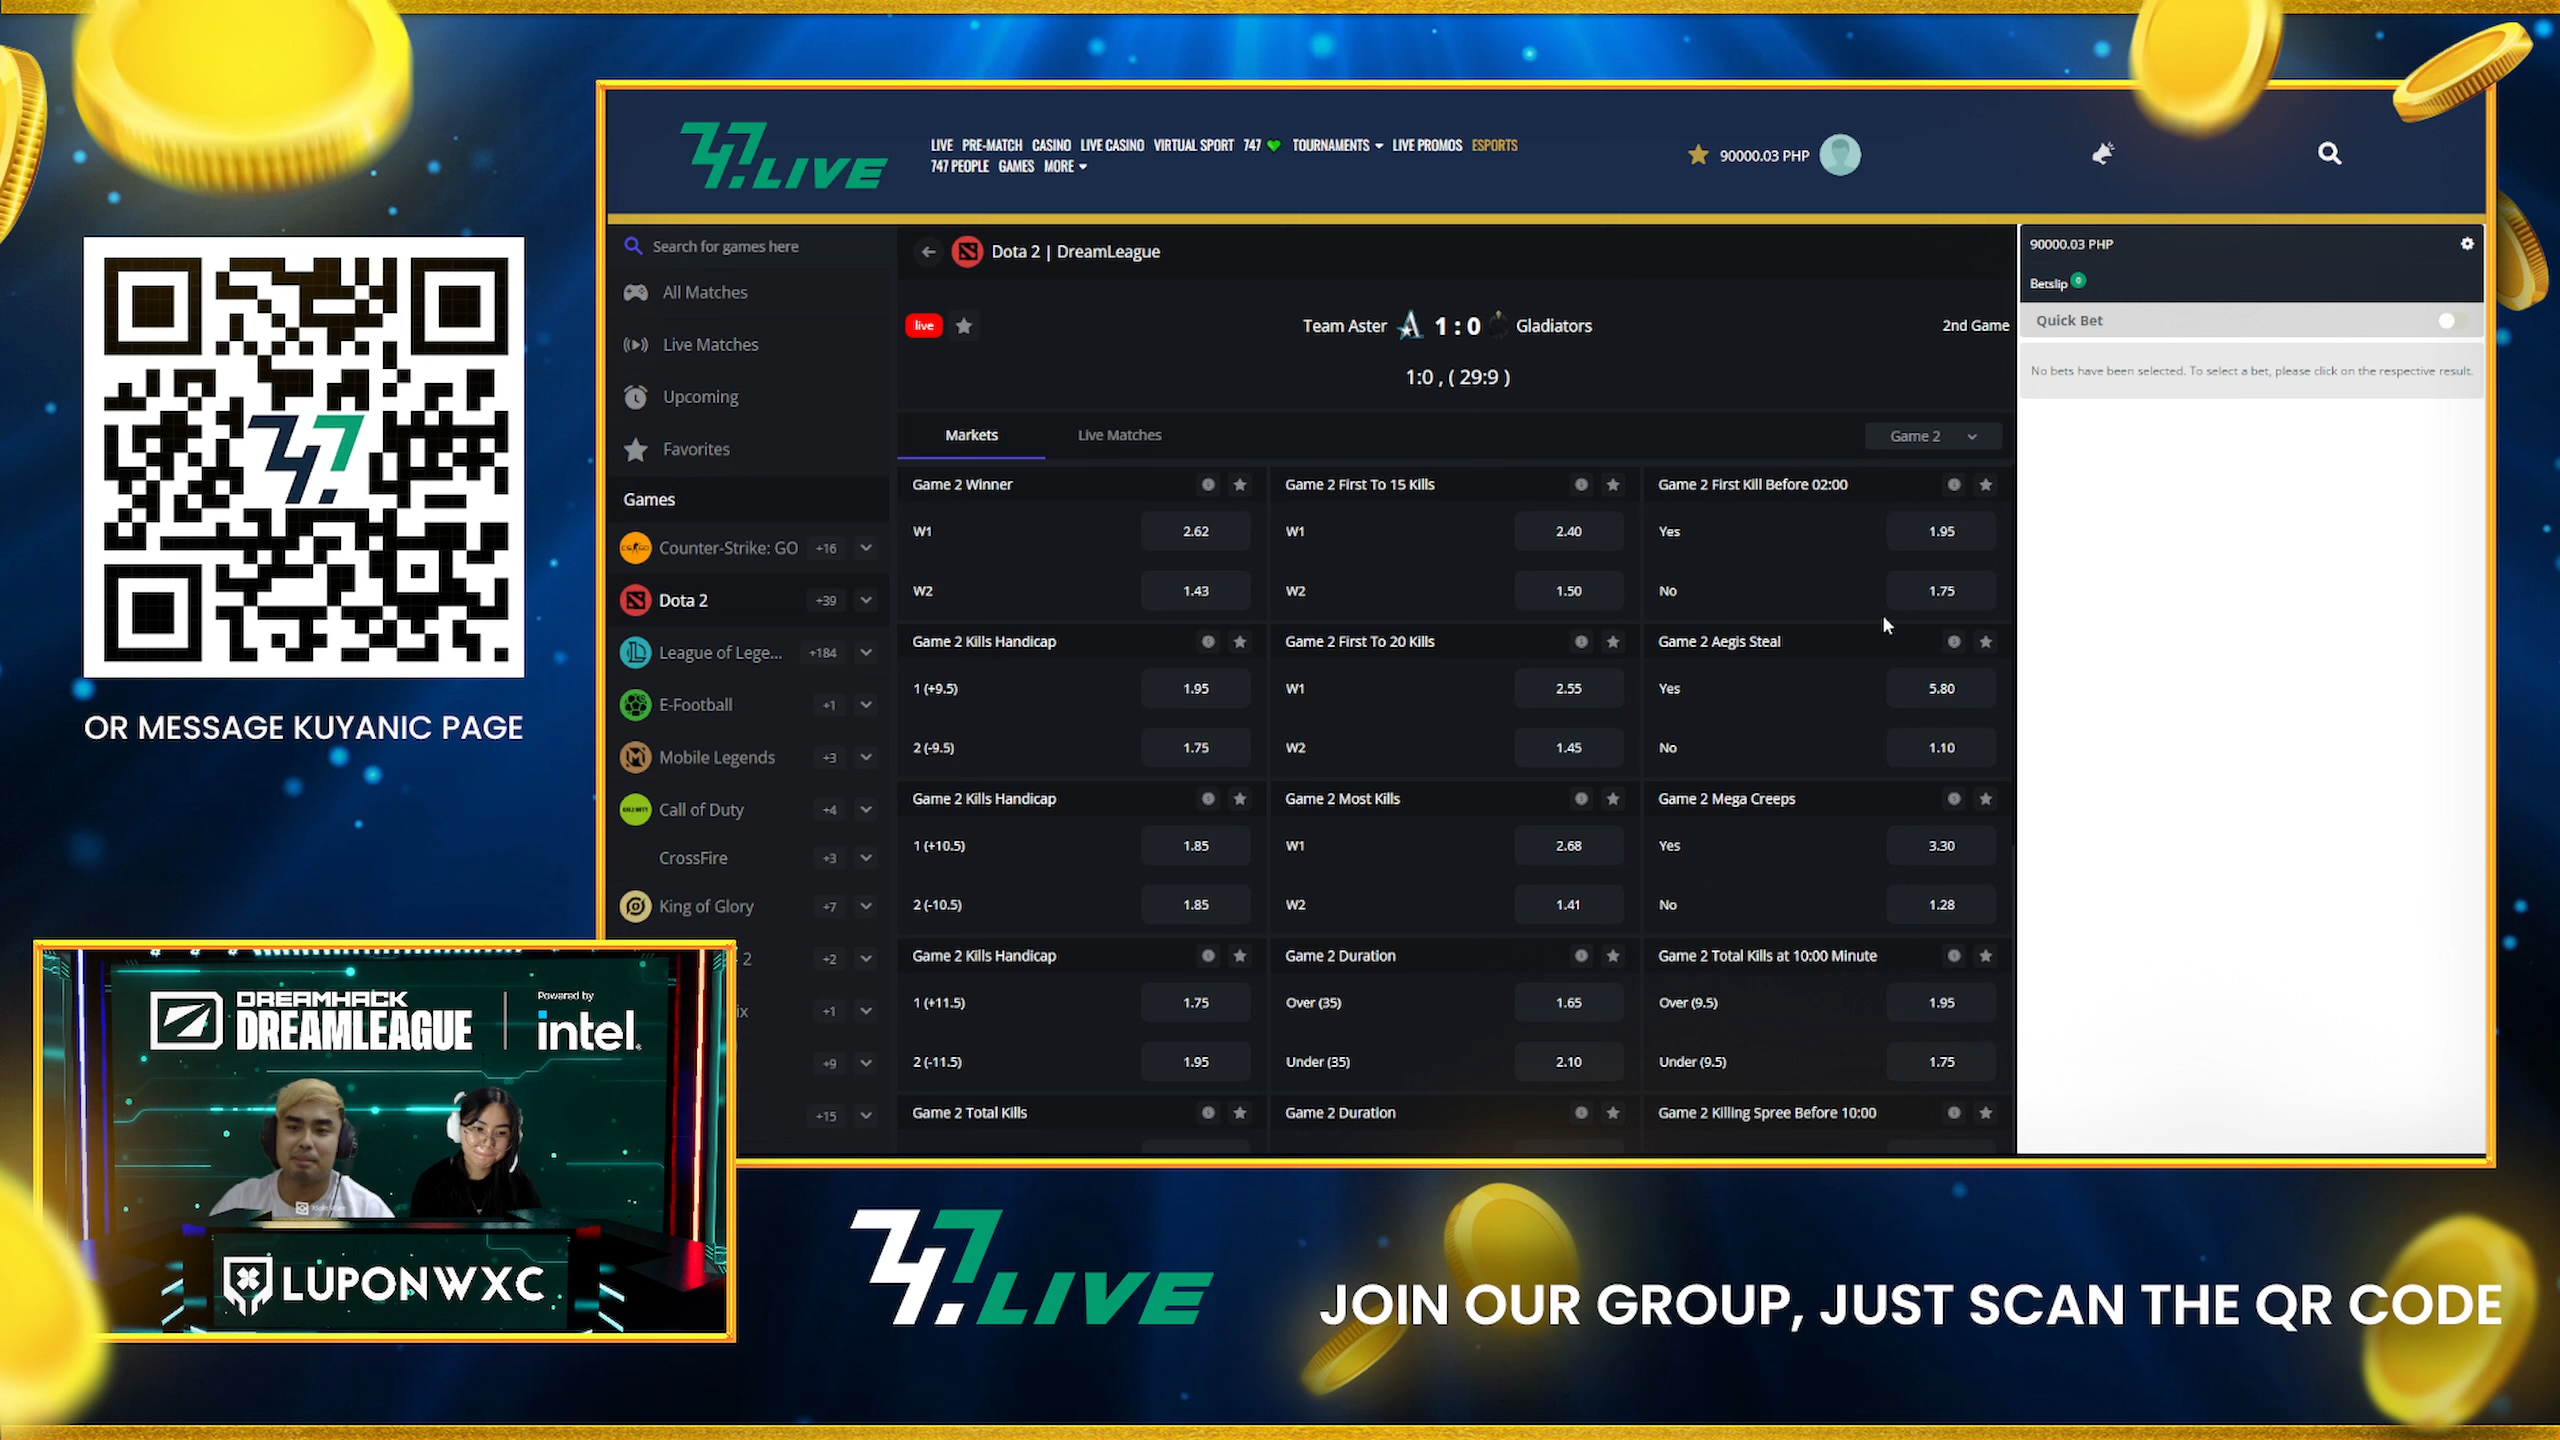 747.LIVE
LIVE PRE-MATCH CASINO LIVE CASINO VIRTUAL SPORT 747 TOURNAMENTS LIVE PROMOS ESPORTS
747 PEOPLE GAMES MORE
90000.03 PHP
747.
OR MESSAGE KUYANIC PAGE
Search for games here
All Matches
Live Matches
Upcoming
Favorites
Games
Counter-Strike: GO +16
Dota 2 +39
League of Lege... +184
E-Football +1
Mobile Legends +3
Call of Duty +4
CrossFire +3
King of Glory +7
2 +2
ix +1
+9
+15
Dota 2 | DreamLeague
live
Team Aster 1 : 0 Gladiators
2nd Game
1:0 , ( 29:9 )
Markets Live Matches
Game 2
Game 2 Winner
W1 2.62
W2 1.43
Game 2 First To 15 Kills
W1 2.40
W2 1.50
Game 2 First Kill Before 02:00
Yes 1.95
No 1.75
Game 2 Kills Handicap
1 (+9.5) 1.95
2 (-9.5) 1.75
Game 2 First To 20 Kills
W1 2.55
W2 1.45
Game 2 Aegis Steal
Yes 5.80
No 1.10
Game 2 Kills Handicap
1 (+10.5) 1.85
2 (-10.5) 1.85
Game 2 Most Kills
W1 2.68
W2 1.41
Game 2 Mega Creeps
Yes 3.30
No 1.28
Game 2 Kills Handicap
1 (+11.5) 1.75
2 (-11.5) 1.95
Game 2 Duration
Over (35) 1.65
Under (35) 2.10
Game 2 Total Kills at 10:00 Minute
Over (9.5) 1.95
Under (9.5) 1.75
Game 2 Total Kills
Game 2 Duration
Game 2 Killing Spree Before 10:00
90000.03 PHP
Betslip 0
Quick Bet
No bets have been selected. To select a bet, please click on the respective result.
DREAMHACK
DREAMLEAGUE
Powered by
intel.
LUPONWXC
747.LIVE
JOIN OUR GROUP, JUST SCAN THE QR CODE